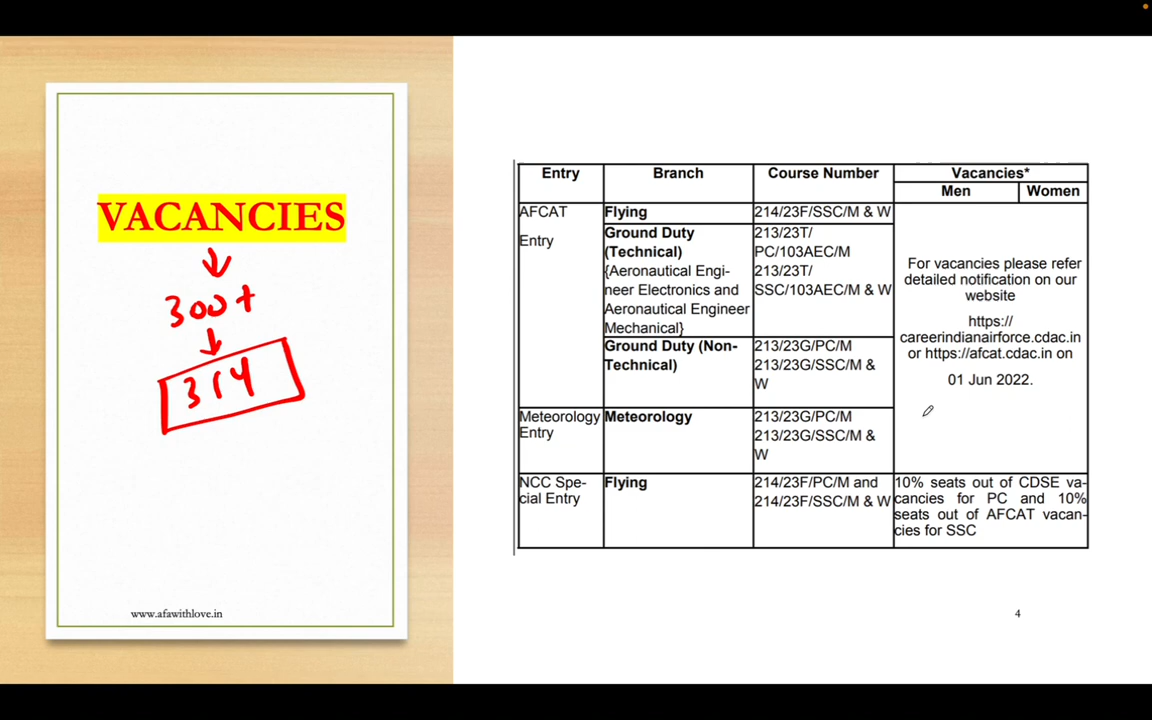 VACANCIES
300+
314
www.afawithlove.in
Entry
Branch
Course Number
Vacancies*
Men
Women
AFCAT
Entry
Flying
214/23F/SSC/M & W
Ground Duty
(Technical)
{Aeronautical Engi-
neer Electronics and
Aeronautical Engineer
Mechanical}
213/23T/
PC/103AEC/M
213/23T/
SSC/103AEC/M & W
Ground Duty (Non-
Technical)
213/23G/PC/M
213/23G/SSC/M &
W
For vacancies please refer
detailed notification on our
website
https://
careerindianairforce.cdac.in
or https://afcat.cdac.in on
01 Jun 2022.
Meteorology
Entry
Meteorology
213/23G/PC/M
213/23G/SSC/M &
W
NCC Spe-
cial Entry
Flying
214/23F/PC/M and
214/23F/SSC/M & W
10% seats out of CDSE va-
cancies for PC and 10%
seats out of AFCAT vacan-
cies for SSC
4